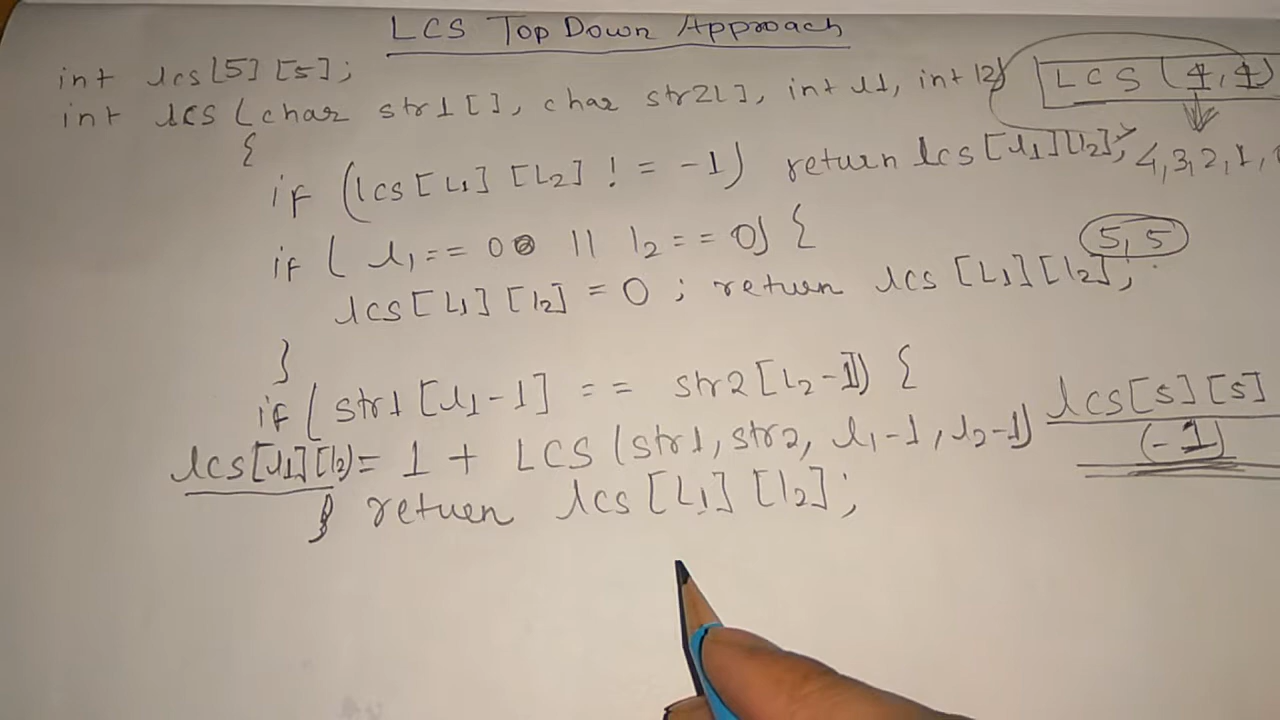 LCS Top Down Approach
int lcs[5][5];
int LCS (char str1[], char str2[], int l1, int l2)
LCS (4,4)
{
if (lcs[L1][L2] != -1) return lcs[l1][l2];
4,3,2,1,
if (l1 == 0 || l2 == 0) {
5,5
lcs[L1][l2] = 0; return lcs[L1][l2];
}
if (str1[l1-1] == str2[l2-1]) {
lcs[l1][l2] = 1 + LCS (str1, str2, l1-1, l2-1)
lcs[5][5]
(-1)
} return lcs[L1][l2];